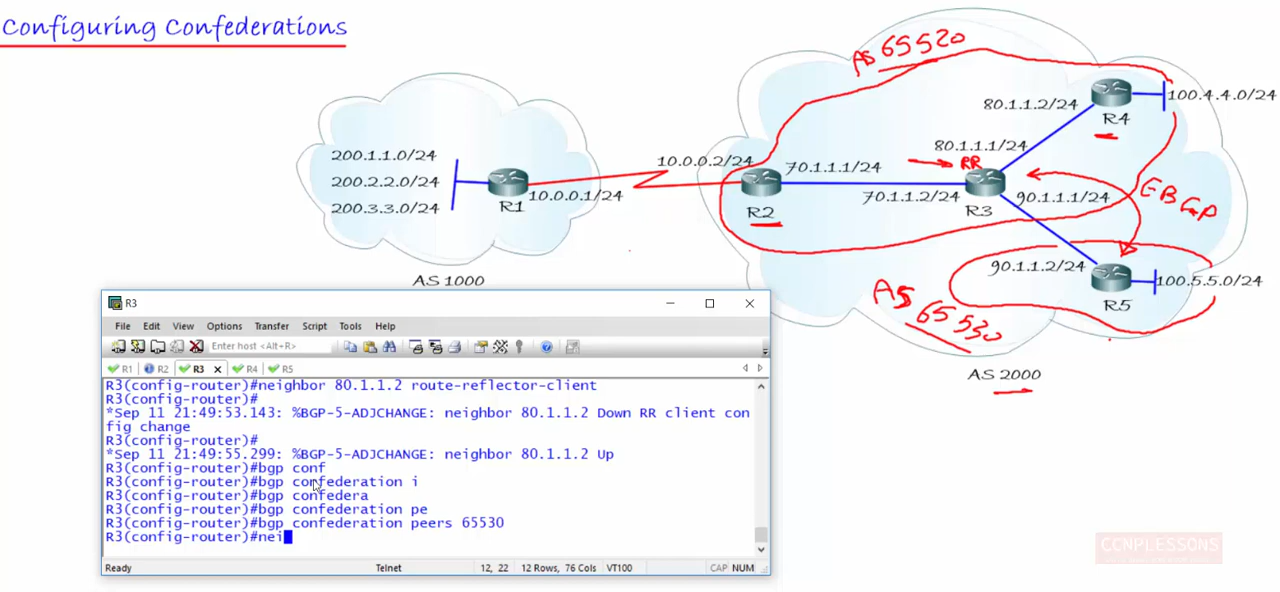 Configuring Confederations
AS 65520
100.4.4.0/24
80.1.1.2/24
R4
80.1.1.1/24
200.1.1.0/24
10.0.0.2/24
70.1.1.1/24
RR
200.2.2.0/24
EBGP
200.3.3.0/24
R1
10.0.0.1/24
R2
70.1.1.2/24
R3
90.1.1.1/24
90.1.1.2/24
100.5.5.0/24
AS 1000
AS 65530
R5
AS 2000
R3
File Edit View Options Transfer Script Tools Help
Enter host <Alt+R>
R1 R2 R3 R4 R5
R3(config-router)#neighbor 80.1.1.2 route-reflector-client
R3(config-router)#
*Sep 11 21:49:53.143: %BGP-5-ADJCHANGE: neighbor 80.1.1.2 Down RR client con
fig change
R3(config-router)#
*Sep 11 21:49:55.299: %BGP-5-ADJCHANGE: neighbor 80.1.1.2 Up
R3(config-router)#bgp conf
R3(config-router)#bgp confederation i
R3(config-router)#bgp confedera
R3(config-router)#bgp confederation pe
R3(config-router)#bgp confederation peers 65530
R3(config-router)#nei
Ready Telnet 12, 22 12 Rows, 76 Cols VT100 CAP NUM
CCNPLESSONS